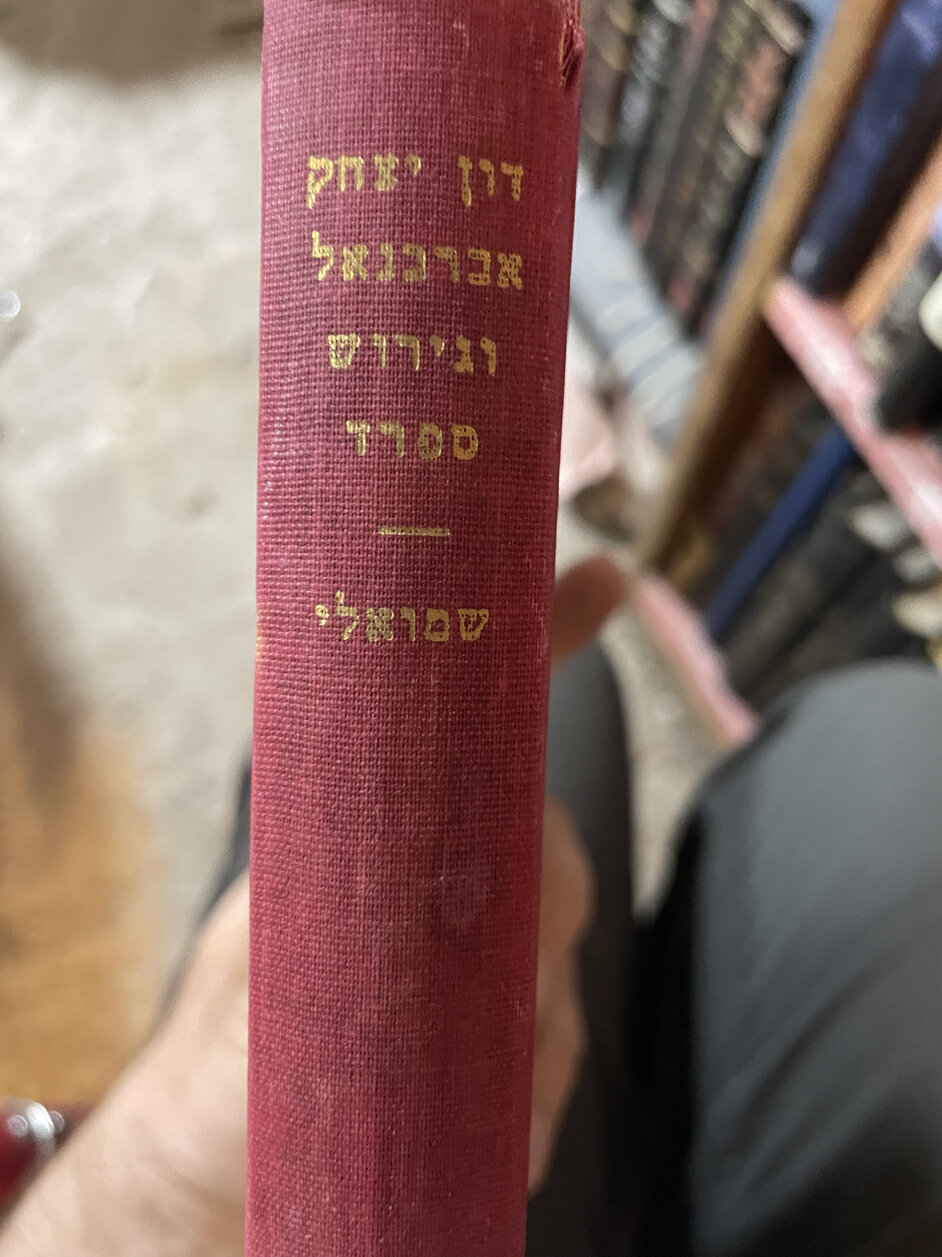 דון יצחק
אברבנאל
וגירוש
ספרד
שמואלי